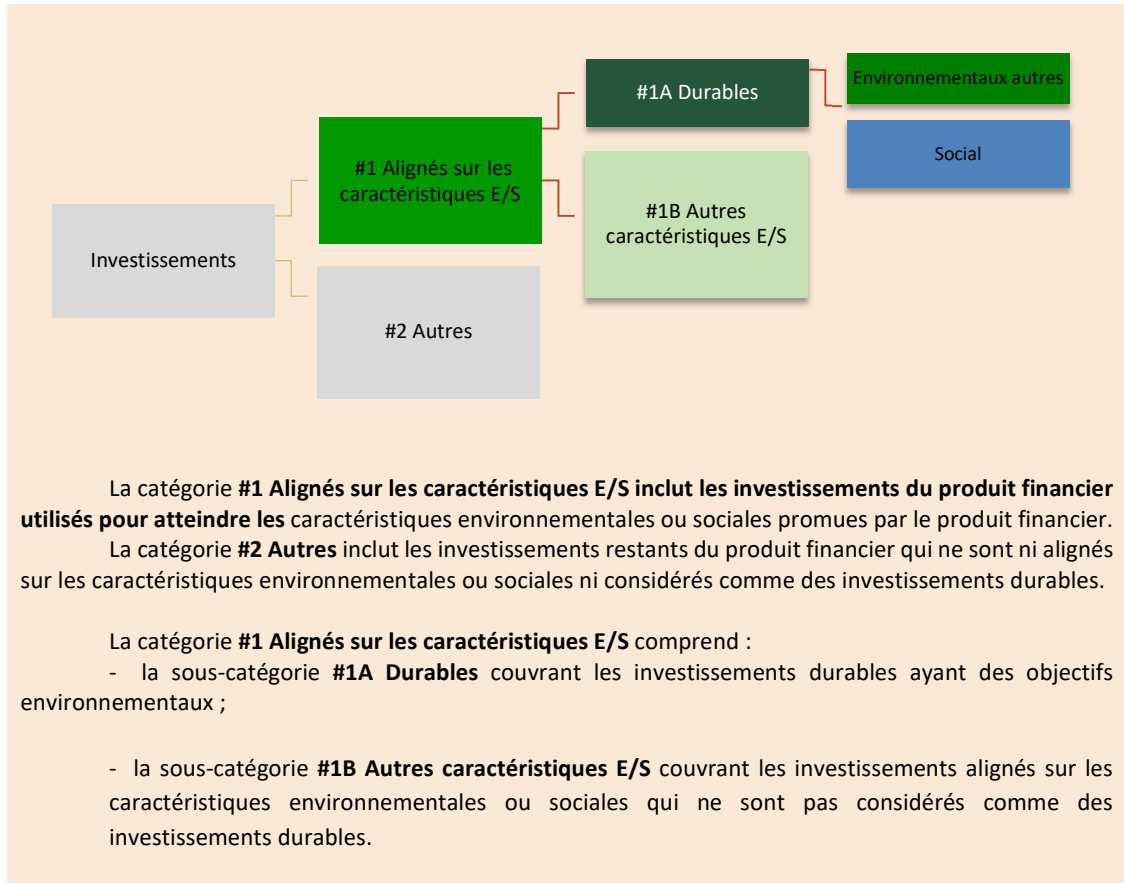 #1A Durables
Environnementaux autres
Social
#1 Alignés sur les
caractéristiques E/S
#1B Autres
caractéristiques E/S
Investissements
#2 Autres
La catégorie #1 Alignés sur les caractéristiques E/S inclut les investissements du produit financier
utilisés pour atteindre les caractéristiques environnementales ou sociales promues par le produit financier.
La catégorie #2 Autres inclut les investissements restants du produit financier qui ne sont ni alignés
sur les caractéristiques environnementales ou sociales ni considérés comme des investissements durables.
La catégorie #1 Alignés sur les caractéristiques E/S comprend :
- la sous-catégorie #1A Durables couvrant les investissements durables ayant des objectifs
environnementaux ;
- la sous-catégorie #1B Autres caractéristiques E/S couvrant les investissements alignés sur les
caractéristiques environnementales ou sociales qui ne sont pas considérés comme des
investissements durables.